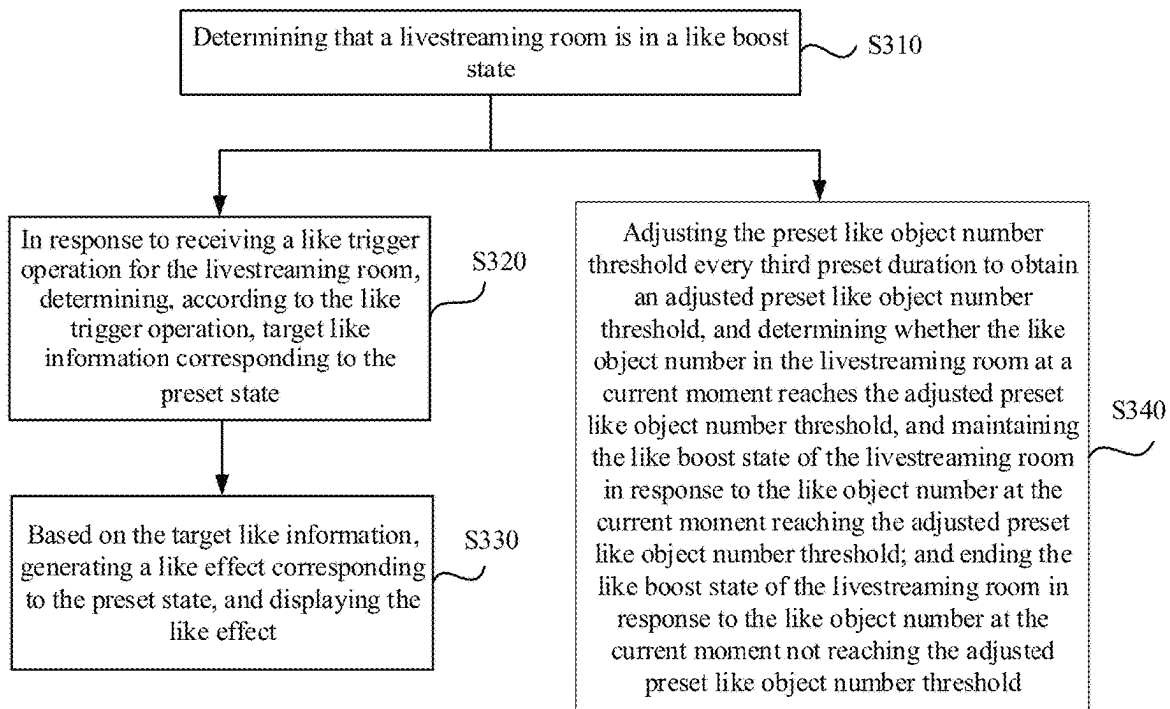 Determining that a livestreaming room is in a like boost
state
S310
In response to receiving a like trigger
operation for the livestreaming room,
determining, according to the like
trigger operation, target like
information corresponding to the
preset state
S320
Based on the target like information,
generating a like effect corresponding
to the preset state, and displaying the
like effect
S330
Adjusting the preset like object number
threshold every third preset duration to obtain
an adjusted preset like object number
threshold, and determining whether the like
object number in the livestreaming room at a
current moment reaches the adjusted preset
like object number threshold, and maintaining
the like boost state of the livestreaming room
in response to the like object number at the
current moment reaching the adjusted preset
like object number threshold; and ending the
like boost state of the livestreaming room in
response to the like object number at the
current moment not reaching the adjusted
preset like object number threshold
S340